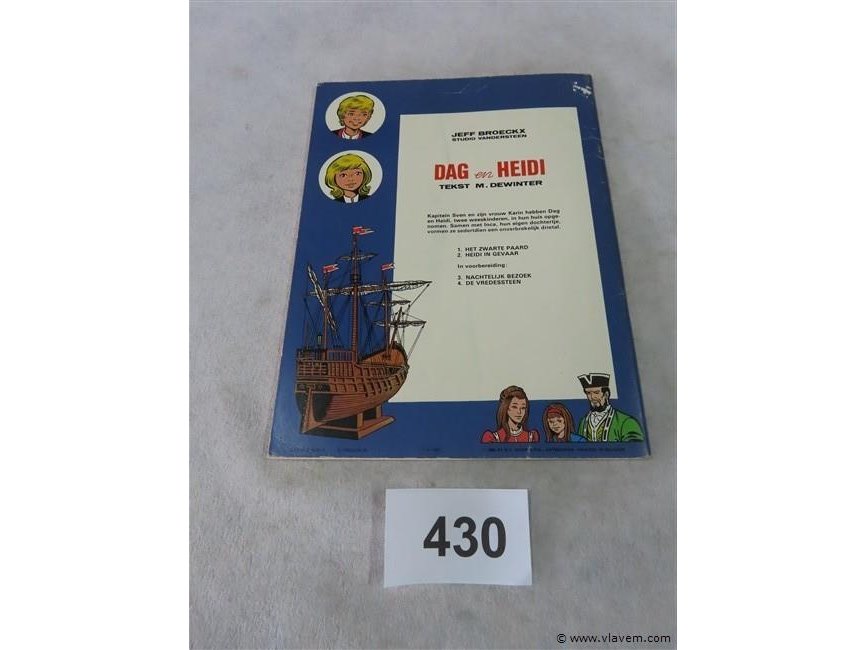 JEFF BROECKX
STUDIO VANDERSTEEN
DAG en HEIDI
TEKST M. DEWINTER
Kapitein Sven en zijn vrouw Karin hebben Dag
en Heidi, twee weeskinderen, in hun huis opge-
nomen. Samen met Inca, hun eigen dochtertje,
vormen ze sedertdien een onverbrekelijk drietal.
1. HET ZWARTE PAARD
2. HEIDI IN GEVAAR
In voorbereiding:
3. NACHTELIJK BEZOEK
4. DE VREDESSTEEN
430
© www.vlavem.com